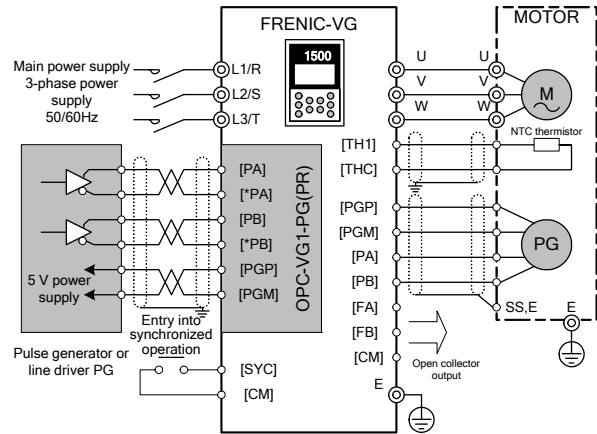 FRENIC-VG
MOTOR
1500
Main power supply
3-phase power
supply
50/60Hz
L1/R
L2/S
L3/T
U
V
W
U
V
W
M
NTC thermistor
[TH1]
[THC]
[PA]
[*PA]
[PB]
[*PB]
[PGP]
[PGM]
OPC-VG1-PG(PR)
5 V power
supply
Pulse generator or
line driver PG
Entry into
synchronized
operation
[SYC]
[CM]
[PGP]
[PGM]
[PA]
[PB]
[FA]
[FB]
[CM]
E
PG
SS,E
E
Open collector
output